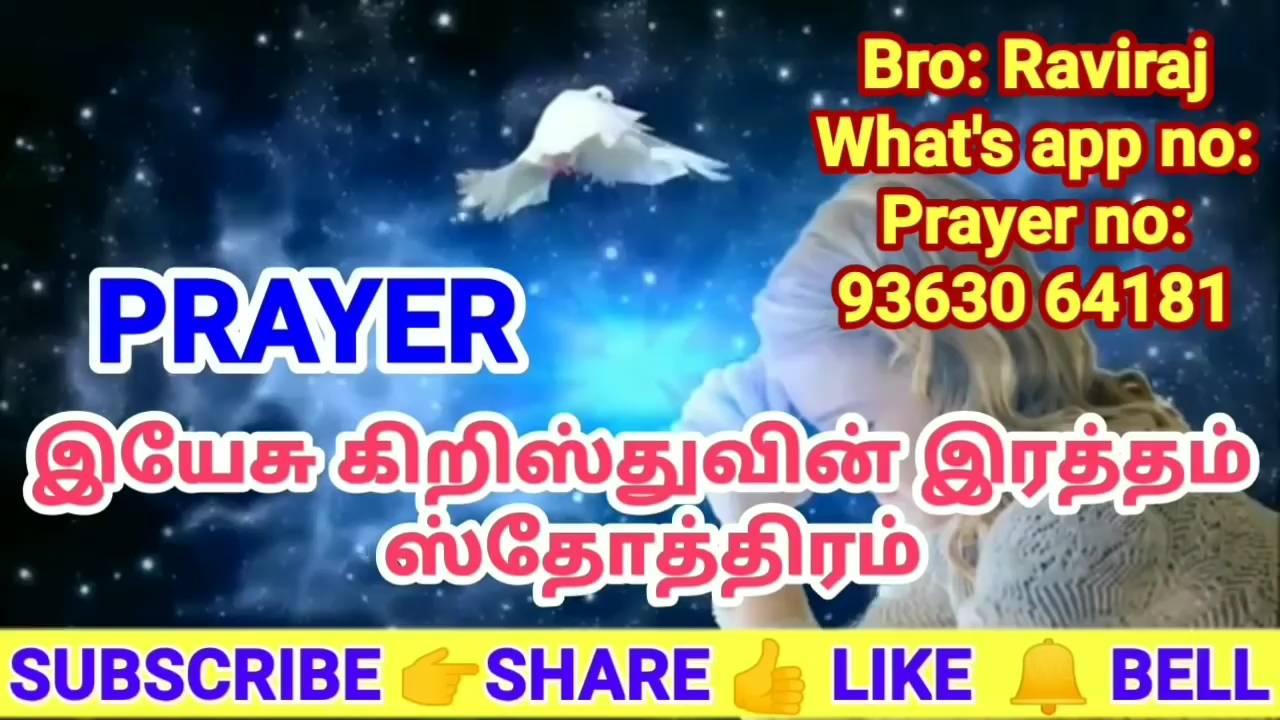 Bro: Raviraj
What's app no:
Prayer no:
93630 64181
PRAYER
இயேசு கிறிஸ்துவின் இரத்தம்
ஸ்தோத்திரம்
SUBSCRIBE 👉 SHARE 👍 LIKE 🔔 BELL